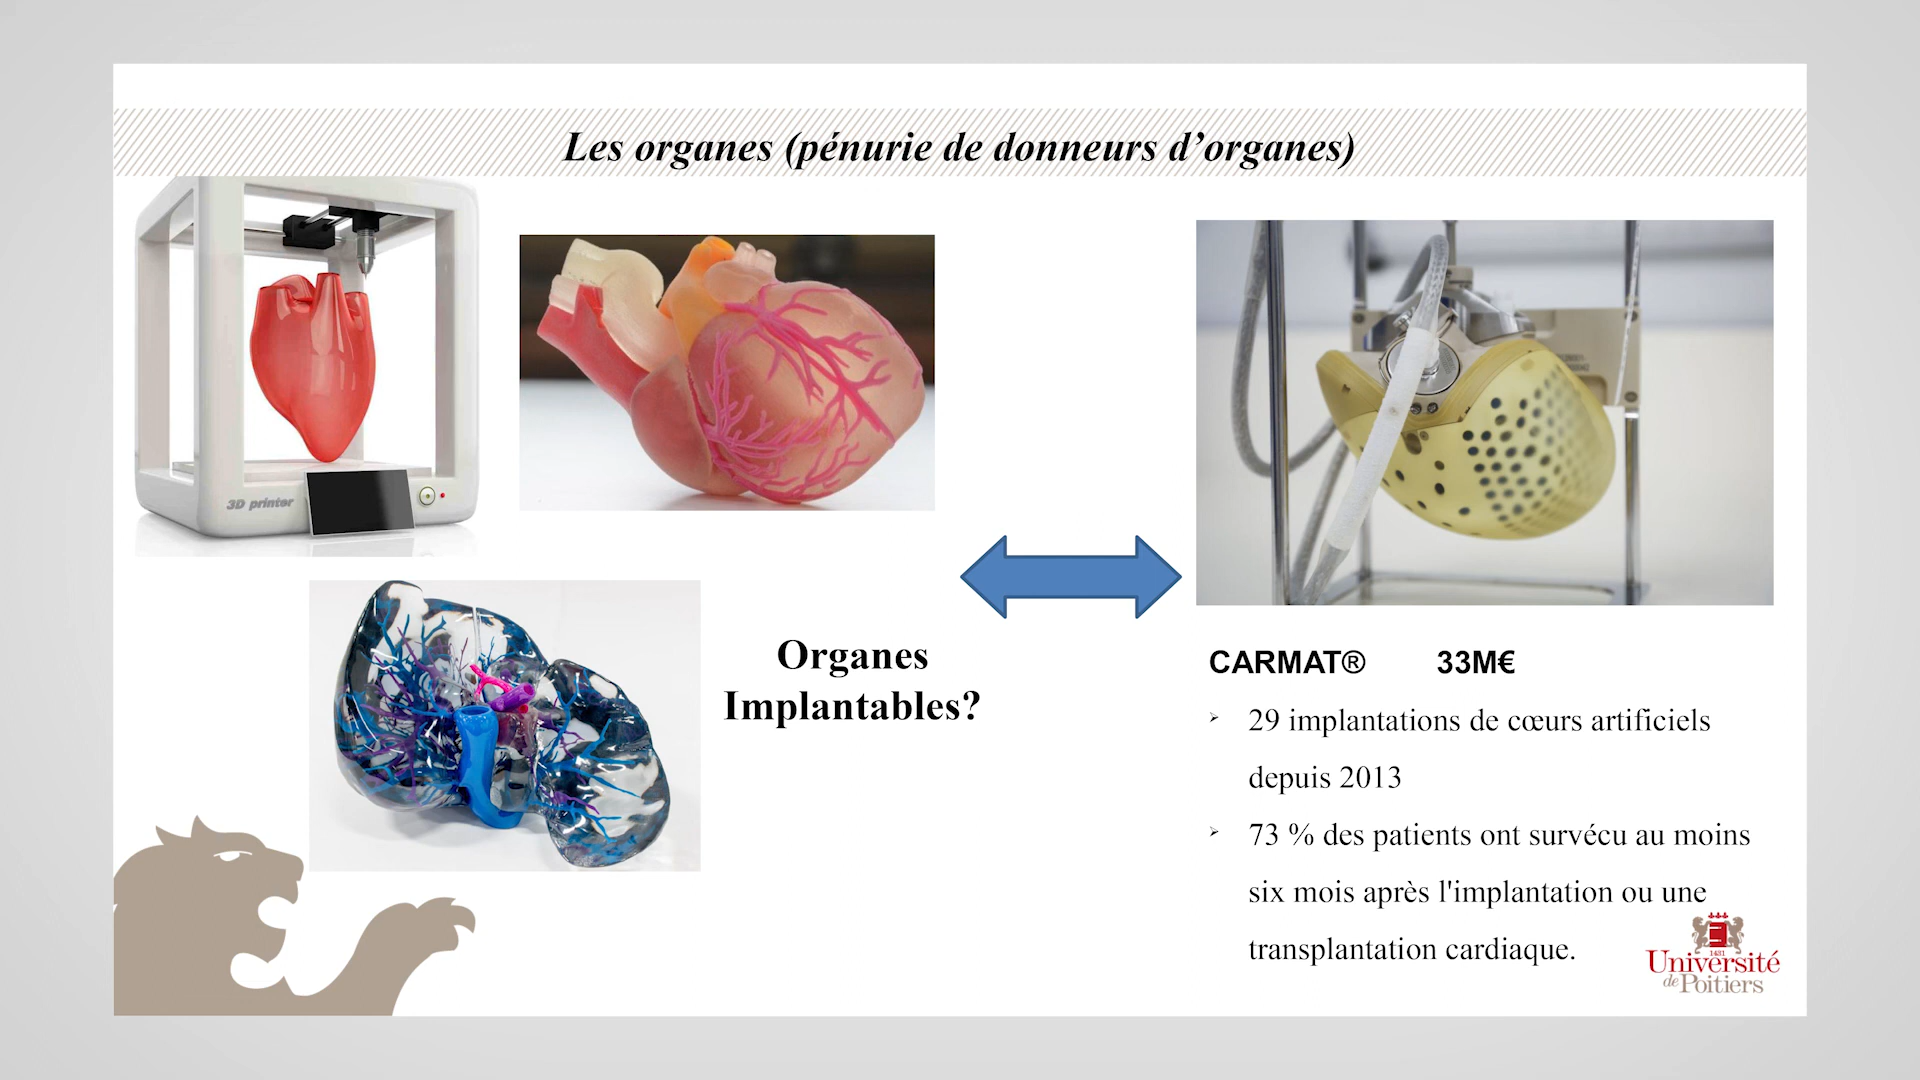 Les organes (pénurie de donneurs d’organes)
3D printer
Organes
Implantables?
CARMAT® 33M€
29 implantations de cœurs artificiels
depuis 2013
73 % des patients ont survécu au moins
six mois après l'implantation ou une
transplantation cardiaque.
1431
Université
de Poitiers